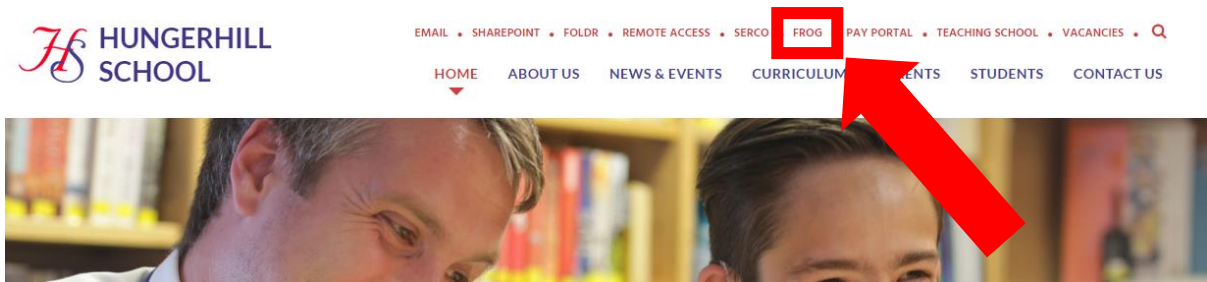 HS HUNGERHILL SCHOOL
EMAIL • SHAREPOINT • FOLDR • REMOTE ACCESS • SERCO FROG PAY PORTAL • TEACHING SCHOOL • VACANCIES •
HOME ABOUT US NEWS & EVENTS CURRICULUM STUDENTS CONTACT US